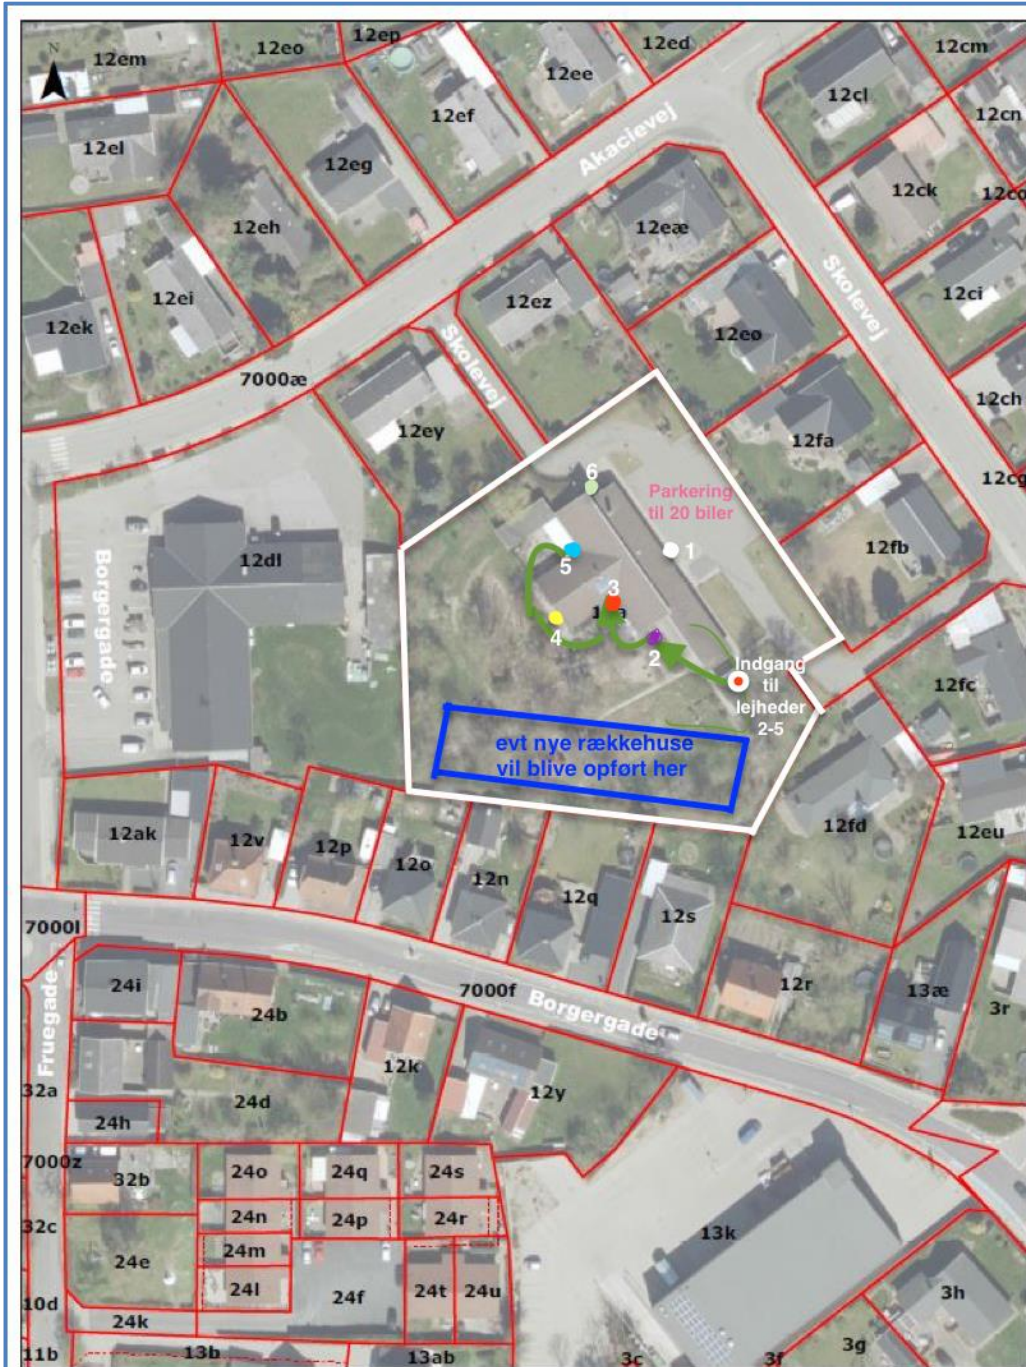 N
12em
12eo
12ep
12ed
12cm
12ee
12cl
12cn
12ef
Akacievej
12el
12eg
12ck
12co
12eh
12eæ
12ei
12ez
Skolevej
12ci
12ek
12eø
Skolevej
7000æ
12ch
12ey
12fa
12cg
6
Parkering
til 20 biler
12dl
5
1
12fb
Borgergade
3
4
2
Indgang
til
lejheder
2-5
12fc
evt nye rækkehuse
vil blive opført her
12ak
12v
12p
12o
12n
12q
12s
12fd
12eu
7000l
24i
24b
7000f
Borgergade
12r
13æ
3r
Fruegade
12k
12y
32a
24d
24h
7000z
32b
24o
24q
24s
32c
24n
24p
24r
13k
24e
24m
24l
24f
24t
24u
3h
10d
24k
11b
13b
13ab
3c
3f
3g